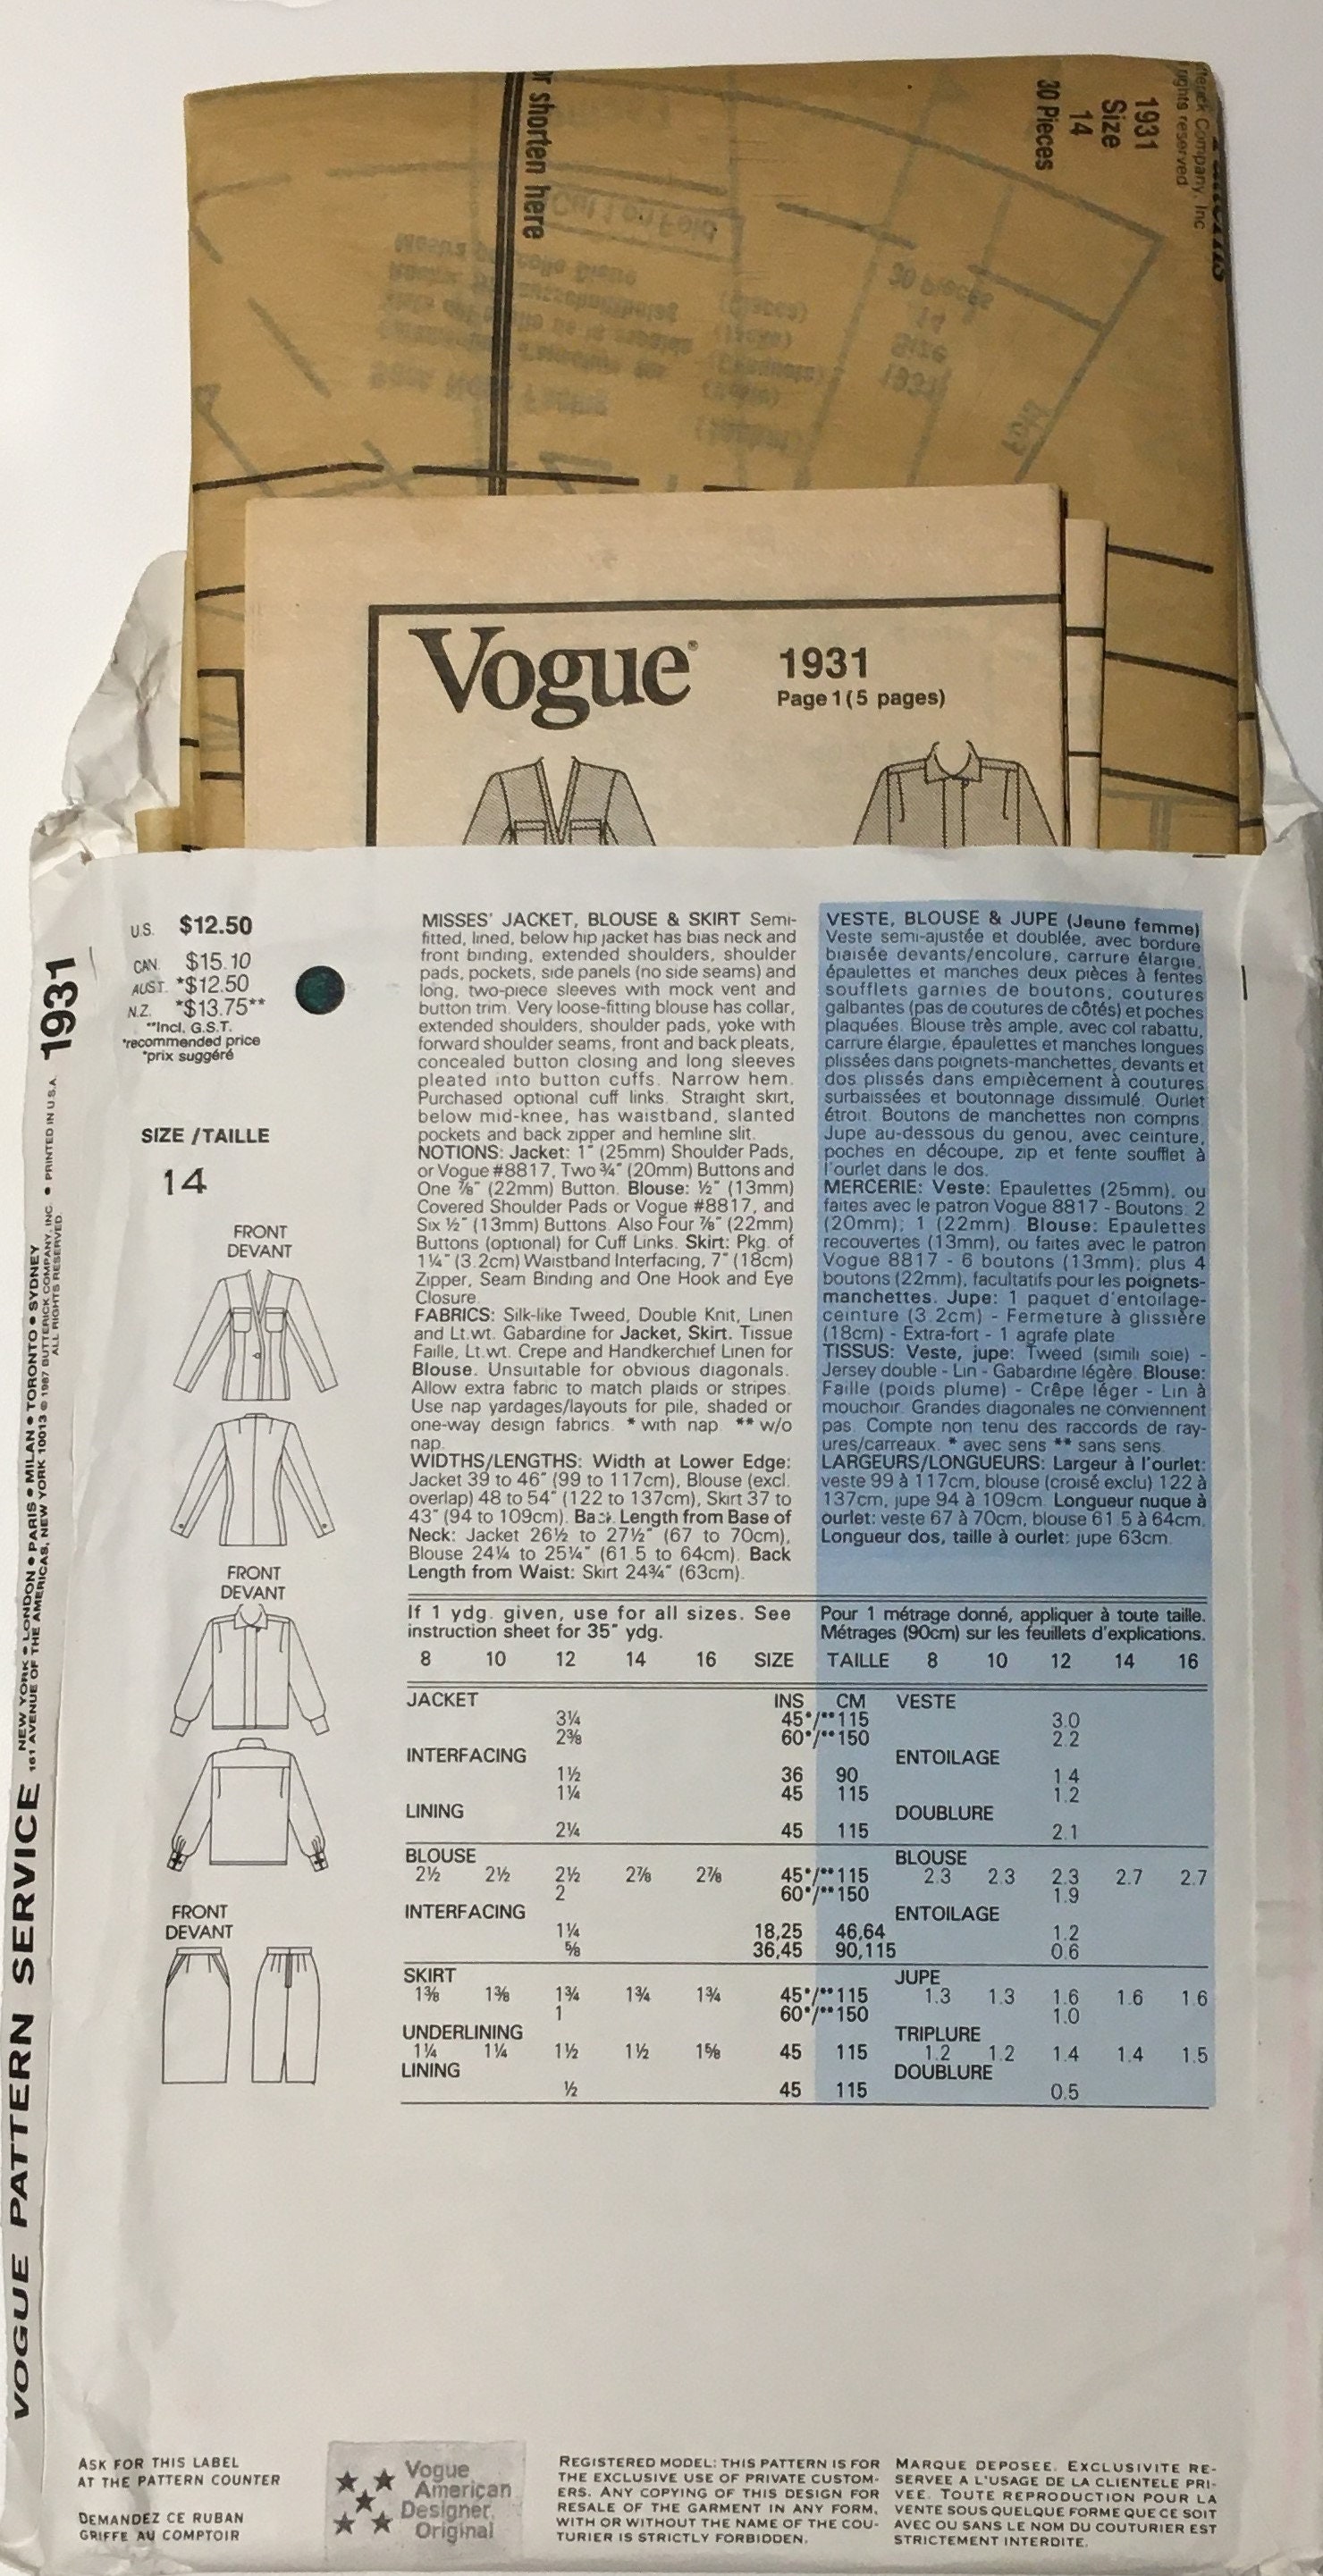 r shorten here
30 Pieces
14
Size
1931
rights reserved
Company, Inc
Cut 1 on Fold
30 Pieces
14
Size
1931
Back Neck Facing
Vogue®
1931
Page 1 (5 pages)
U.S. $12.50
CAN. $15.10
AUST. *$12.50
N.Z. *$13.75**
**Incl. G.S.T.
*recommended price
*prix suggéré
SIZE / TAILLE
14
FRONT
DEVANT
FRONT
DEVANT
FRONT
DEVANT
MISSES' JACKET, BLOUSE & SKIRT Semi-
fitted, lined, below hip jacket has bias neck and
front binding, extended shoulders, shoulder
pads, pockets, side panels (no side seams) and
long, two-piece sleeves with mock vent and
button trim. Very loose-fitting blouse has collar,
extended shoulders, shoulder pads, yoke with
forward shoulder seams, front and back pleats,
concealed button closing and long sleeves
pleated into button cuffs. Narrow hem.
Purchased optional cuff links. Straight skirt,
below mid-knee, has waistband, slanted
pockets and back zipper and hemline slit.
NOTIONS: Jacket: 1" (25mm) Shoulder Pads,
or Vogue #8817, Two ¾" (20mm) Buttons and
One ⅞" (22mm) Button. Blouse: ½" (13mm)
Covered Shoulder Pads or Vogue #8817, and
Six ½" (13mm) Buttons. Also Four ⅞" (22mm)
Buttons (optional) for Cuff Links. Skirt: Pkg. of
1¼" (3.2cm) Waistband Interfacing, 7" (18cm)
Zipper, Seam Binding and One Hook and Eye
Closure.
FABRICS: Silk-like Tweed, Double Knit, Linen
and Lt.wt. Gabardine for Jacket, Skirt. Tissue
Faille, Lt.wt. Crepe and Handkerchief Linen for
Blouse. Unsuitable for obvious diagonals.
Allow extra fabric to match plaids or stripes.
Use nap yardages/layouts for pile, shaded or
one-way design fabrics. * with nap. ** w/o
nap.
WIDTHS/LENGTHS: Width at Lower Edge:
Jacket 39 to 46" (99 to 117cm), Blouse (excl.
overlap) 48 to 54" (122 to 137cm), Skirt 37 to
43" (94 to 109cm). Back Length from Base of
Neck: Jacket 26½ to 27½" (67 to 70cm),
Blouse 24¼ to 25¼" (61.5 to 64cm). Back
Length from Waist: Skirt 24¾" (63cm).
VESTE, BLOUSE & JUPE (Jeune femme)
Veste semi-ajustée et doublée, avec bordure
biaisée devants/encolure, carrure élargie,
épaulettes et manches deux pièces à fentes
soufflets garnies de boutons, coutures
galbantes (pas de coutures de côtés) et poches
plaquées. Blouse très ample, avec col rabattu,
carrure élargie, épaulettes et manches longues
plissées dans poignets-manchettes, devants et
dos plissés dans empiècement à coutures
surbaissées et boutonnage dissimulé. Ourlet
étroit. Boutons de manchettes non compris.
Jupe au-dessous du genou, avec ceinture,
poches en découpe, zip et fente soufflet à
l'ourlet dans le dos.
MERCERIE: Veste: Epaulettes (25mm), ou
faites avec le patron Vogue 8817 - Boutons: 2
(20mm); 1 (22mm). Blouse: Epaulettes
recouvertes (13mm), ou faites avec le patron
Vogue 8817 - 6 boutons (13mm); plus 4
boutons (22mm), facultatifs pour les poignets-
manchettes. Jupe: 1 paquet d'entoilage-
ceinture (3.2cm) - Fermeture à glissière
(18cm) - Extra-fort - 1 agrafe plate.
TISSUS: Veste, jupe: Tweed (simili soie) -
Jersey double - Lin - Gabardine légère. Blouse:
Faille (poids plume) - Crêpe léger - Lin à
mouchoir. Grandes diagonales ne conviennent
pas. Compte non tenu des raccords de ray-
ures/carreaux. * avec sens ** sans sens.
LARGEURS/LONGUEURS: Largeur à l'ourlet:
veste 99 à 117cm, blouse (croisé exclu) 122 à
137cm, jupe 94 à 109cm. Longueur nuque à
ourlet: veste 67 à 70cm, blouse 61.5 à 64cm.
Longueur dos, taille à ourlet: jupe 63cm.
If 1 ydg. given, use for all sizes. See
instruction sheet for 35" ydg.
Pour 1 métrage donné, appliquer à toute taille.
Métrages (90cm) sur les feuillets d'explications.
8 10 12 14 16 SIZE TAILLE 8 10 12 14 16
JACKET INS CM VESTE
3¼ 45*/**115 3.0
2⅜ 60*/**150 2.2
INTERFACING ENTOILAGE
1½ 36 90 1.4
1¼ 45 115 1.2
LINING DOUBLURE
2¼ 45 115 2.1
BLOUSE BLOUSE
2½ 2½ 2½ 2⅞ 2⅞ 45*/**115 2.3 2.3 2.3 2.7 2.7
2 60*/**150 1.9
INTERFACING ENTOILAGE
1¼ 18,25 46,64 1.2
⅝ 36,45 90,115 0.6
SKIRT JUPE
1⅜ 1⅜ 1¾ 1¾ 1¾ 45*/**115 1.3 1.3 1.6 1.6 1.6
1 60*/**150 1.0
UNDERLINING TRIPLURE
1¼ 1¼ 1½ 1½ 1⅝ 45 115 1.2 1.2 1.4 1.4 1.5
LINING DOUBLURE
½ 45 115 0.5
VOGUE PATTERN SERVICE NEW YORK • LONDON • PARIS • MILAN • TORONTO • SYDNEY
161 AVENUE OF THE AMERICAS, NEW YORK 10013 © 1987 BUTTERICK COMPANY, INC. • PRINTED IN U.S.A.
ALL RIGHTS RESERVED.
1931
ASK FOR THIS LABEL
AT THE PATTERN COUNTER
DEMANDEZ CE RUBAN
GRIFFE AU COMPTOIR
Vogue
American
Designer
Original
REGISTERED MODEL: THIS PATTERN IS FOR
THE EXCLUSIVE USE OF PRIVATE CUSTOM-
ERS. ANY COPYING OF THIS DESIGN FOR
RESALE OF THE GARMENT IN ANY FORM,
WITH OR WITHOUT THE NAME OF THE COU-
TURIER IS STRICTLY FORBIDDEN.
MARQUE DEPOSEE. EXCLUSIVITE RE-
SERVEE A L'USAGE DE LA CLIENTELE PRI-
VEE. TOUTE REPRODUCTION POUR LA
VENTE SOUS QUELQUE FORME QUE CE SOIT
AVEC OU SANS LE NOM DU COUTURIER EST
STRICTEMENT INTERDITE.